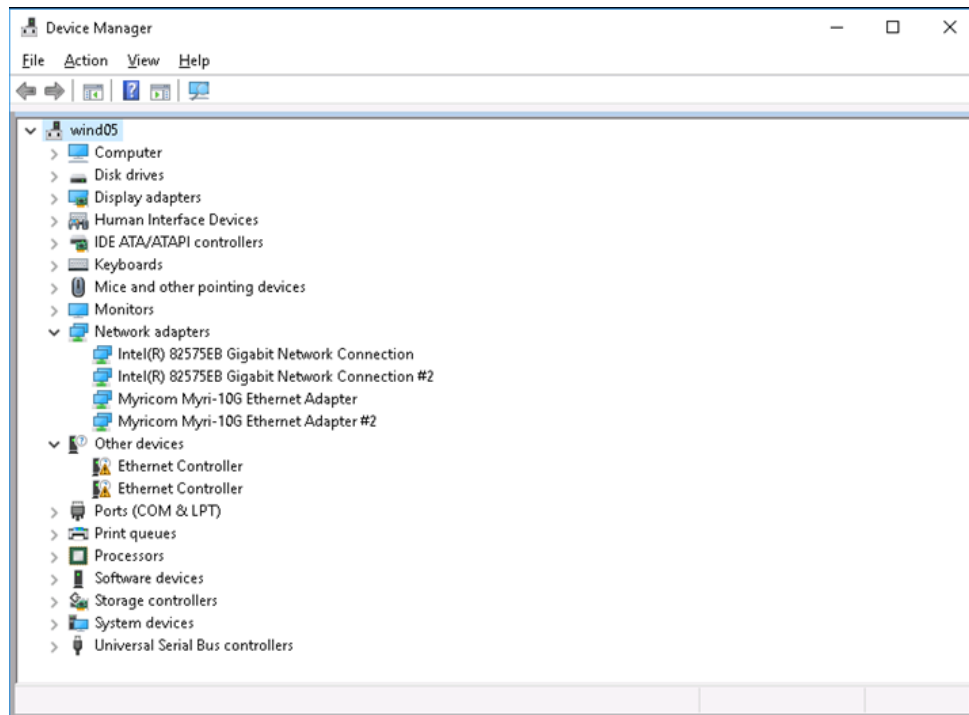 Device Manager
File Action View Help
wind05
Computer
Disk drives
Display adapters
Human Interface Devices
IDE ATA/ATAPI controllers
Keyboards
Mice and other pointing devices
Monitors
Network adapters
Intel(R) 82575EB Gigabit Network Connection
Intel(R) 82575EB Gigabit Network Connection #2
Myricom Myri-10G Ethernet Adapter
Myricom Myri-10G Ethernet Adapter #2
Other devices
Ethernet Controller
Ethernet Controller
Ports (COM & LPT)
Print queues
Processors
Software devices
Storage controllers
System devices
Universal Serial Bus controllers